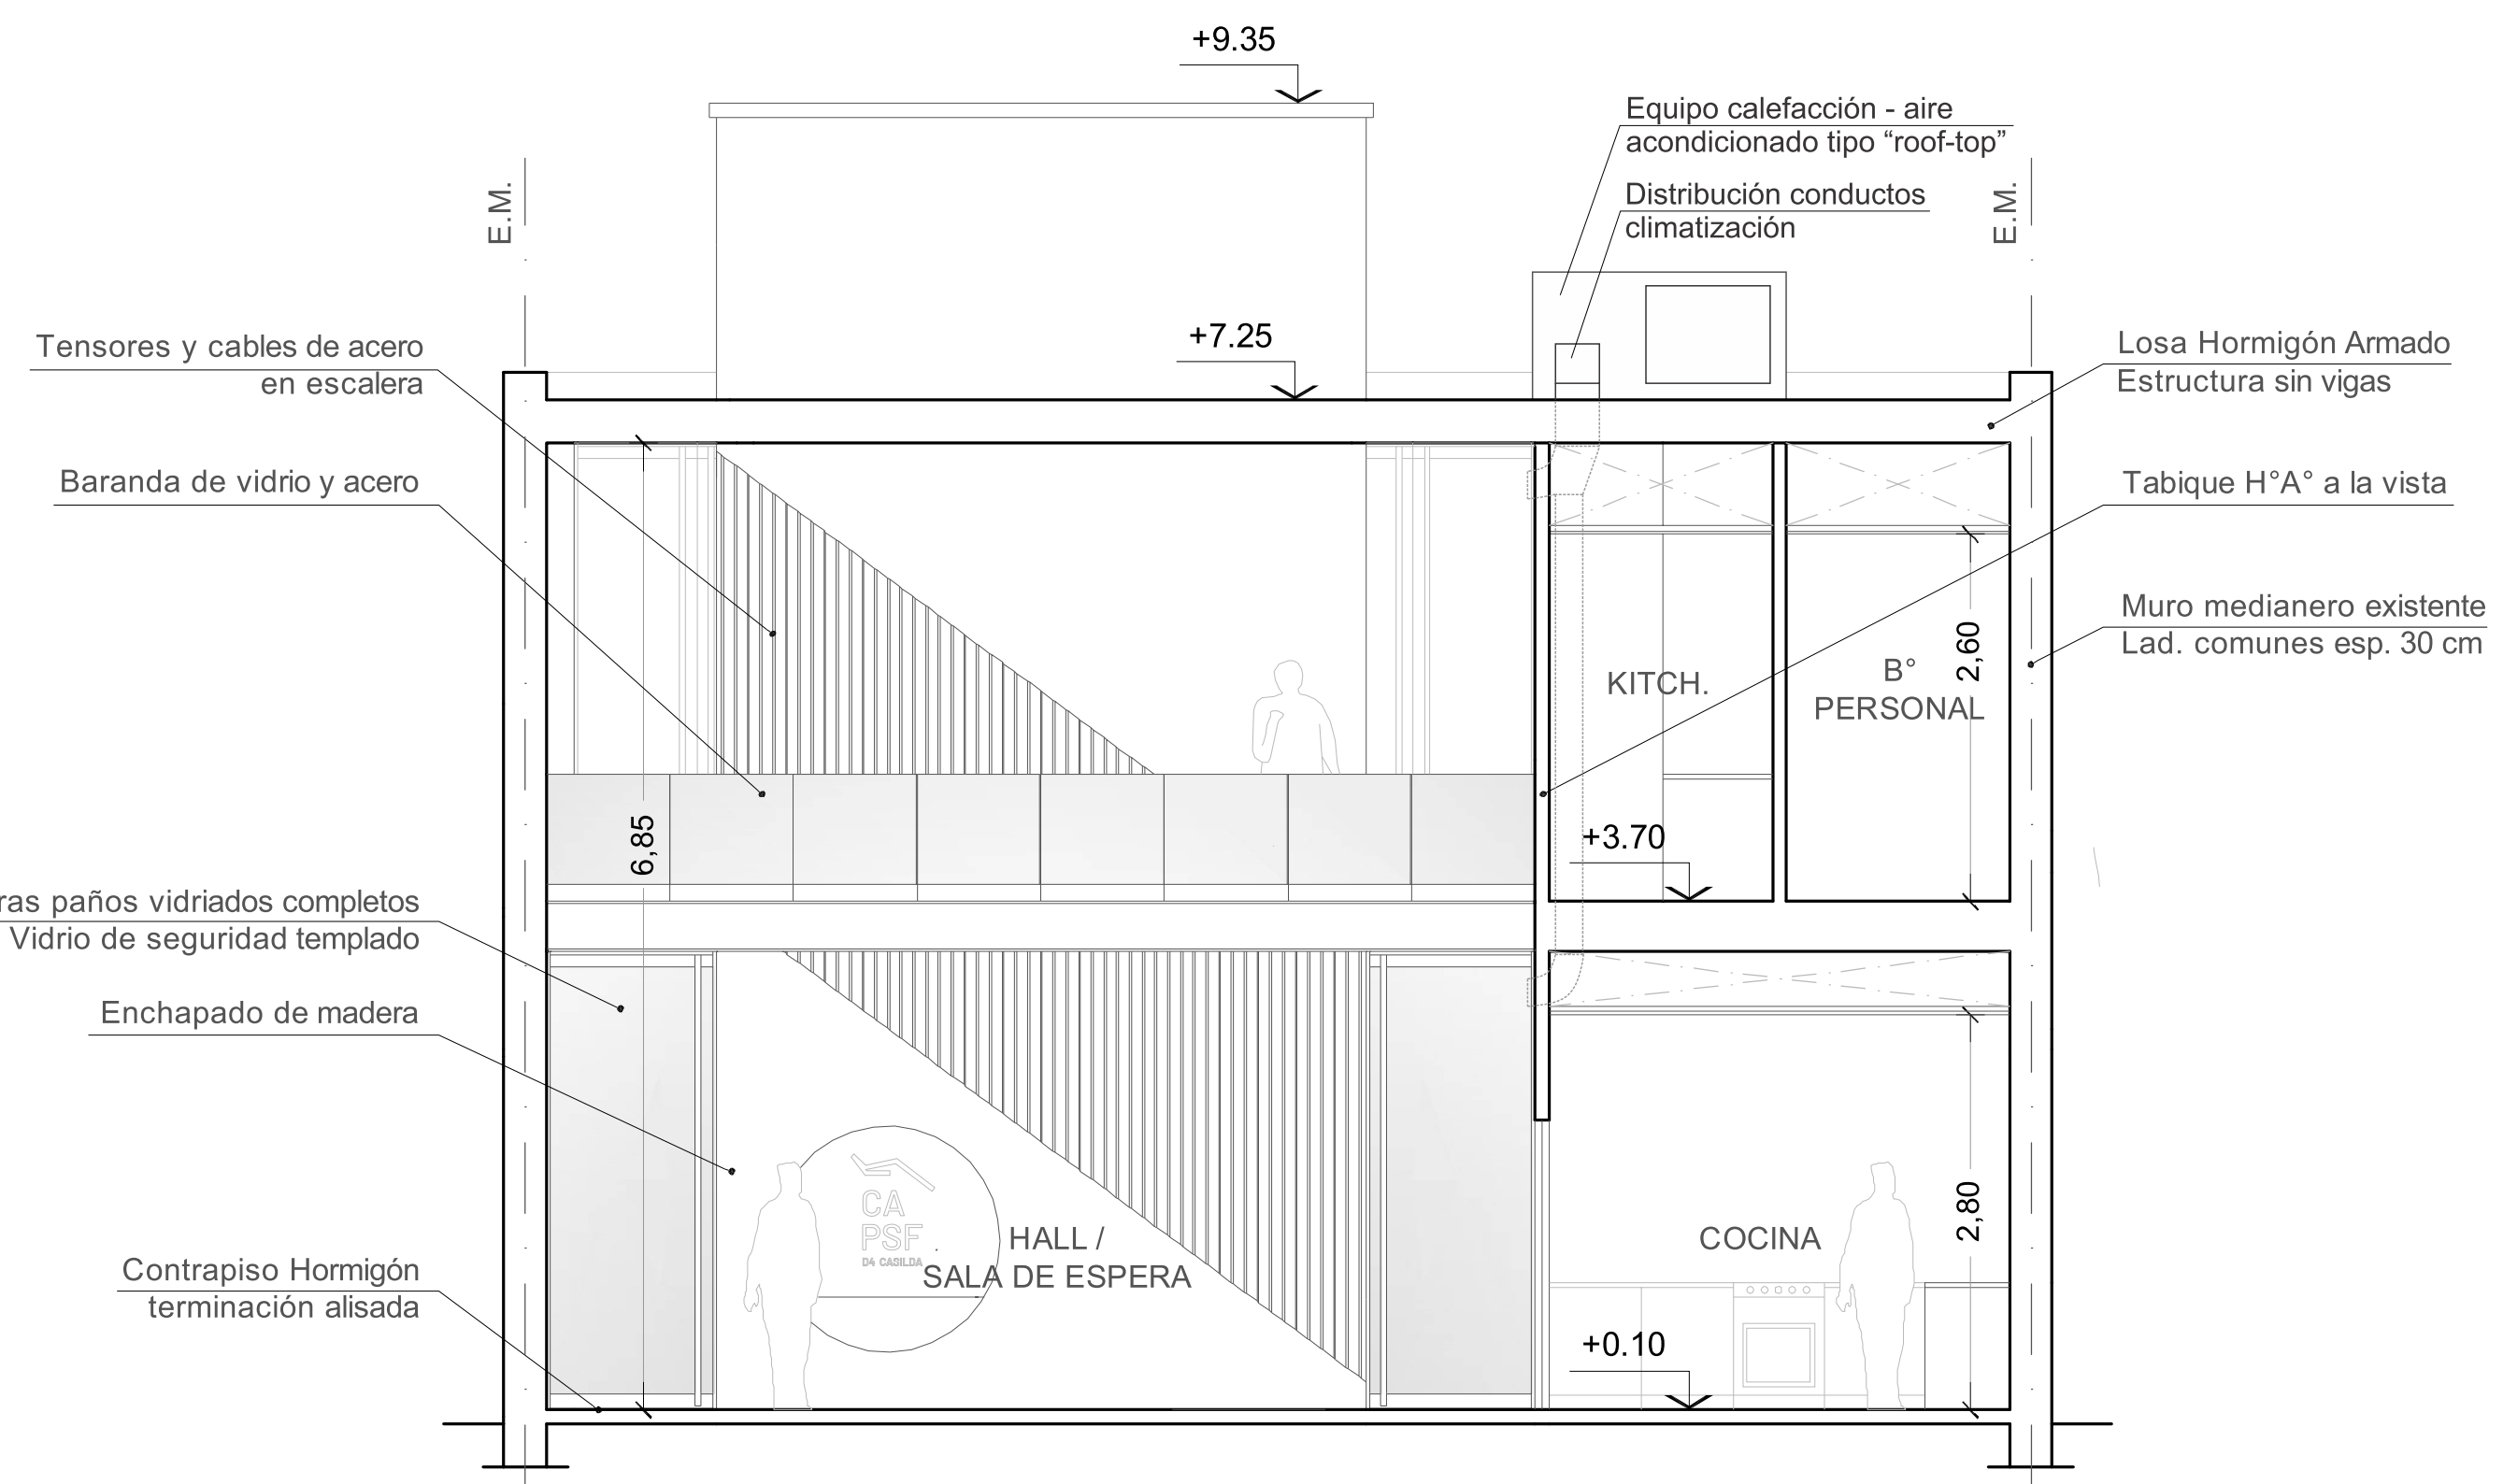 +9.35
Equipo calefacción - aire
acondicionado tipo “roof-top”
Distribución conductos
climatización
E.M.
E.M.
+7.25
Tensores y cables de acero
en escalera
Losa Hormigón Armado
Estructura sin vigas
Baranda de vidrio y acero
Tabique H°A° a la vista
Muro medianero existente
Lad. comunes esp. 30 cm
2,60
KITCH.
B°
PERSONAL
6,85
+3.70
paños vidriados completos
Vidrio de seguridad templado
Enchapado de madera
CA
PSF
D4 CASILDA
HALL /
SALA DE ESPERA
COCINA
2,80
Contrapiso Hormigón
terminación alisada
+0.10